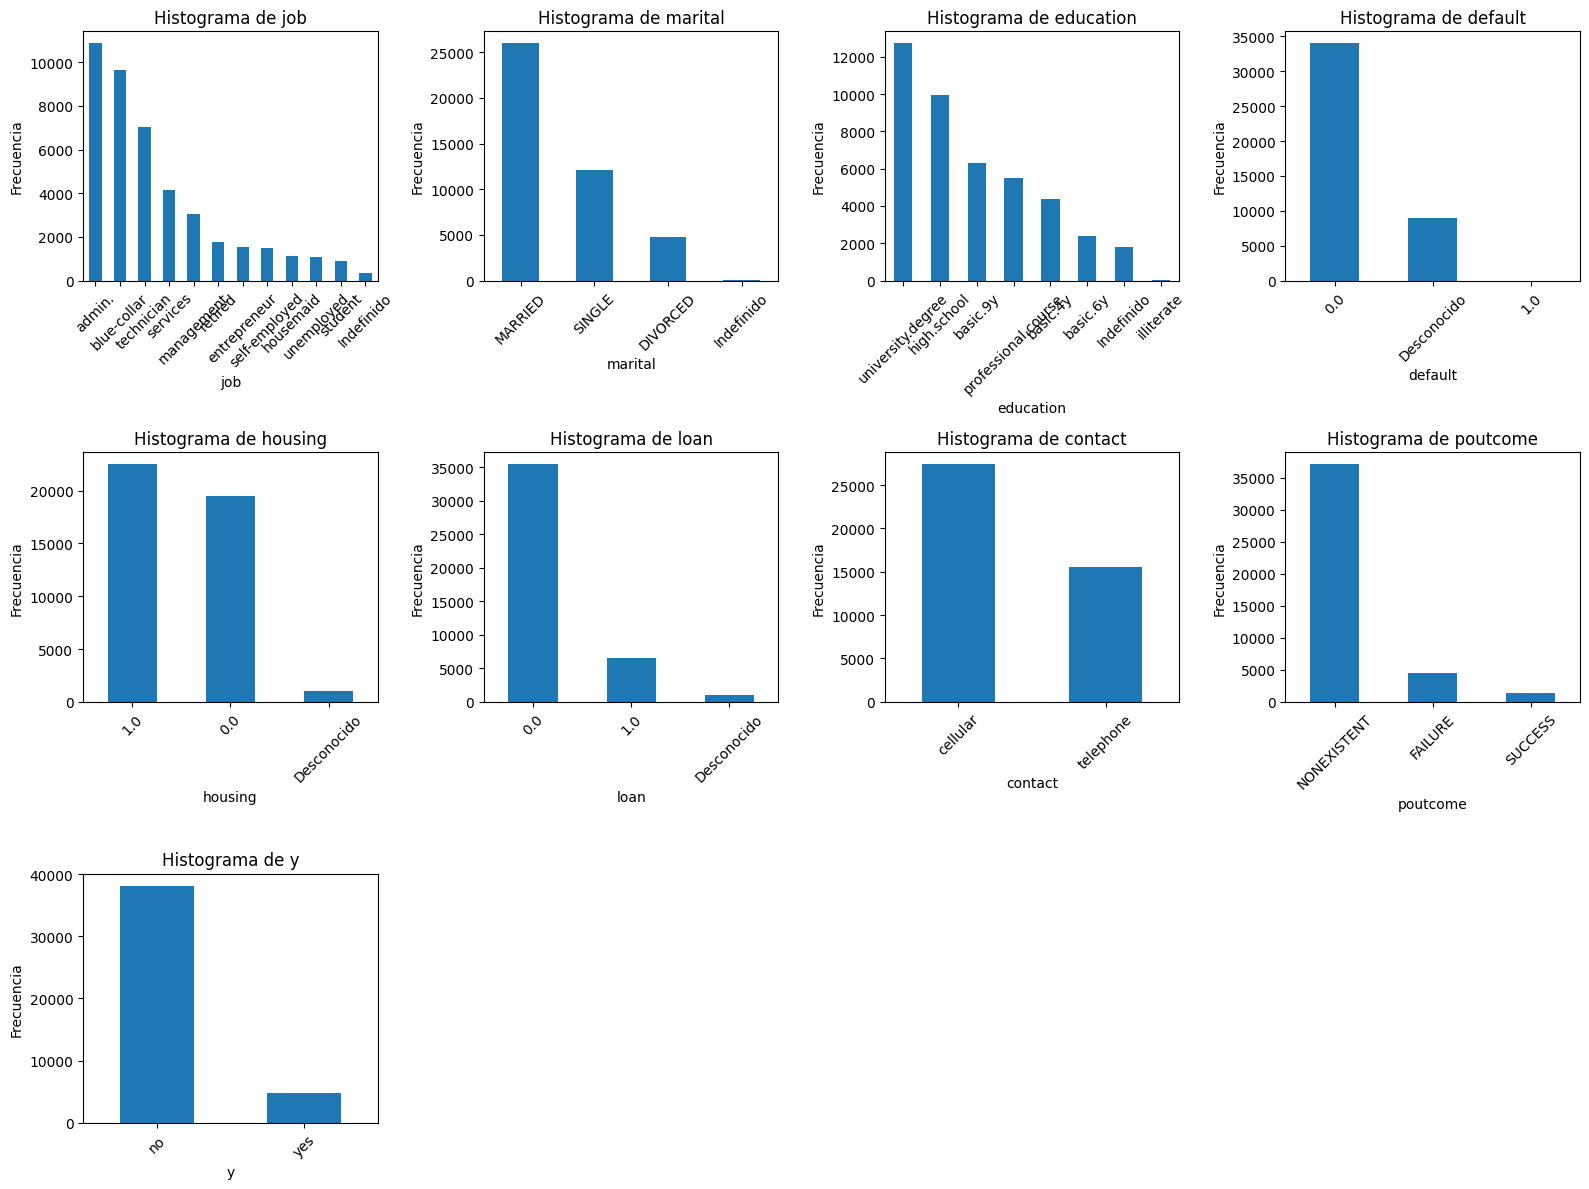 Histograma de job
10000
8000
6000
4000
2000
0
Frecuencia
admin.
blue-collar
technician
services
management
retired
entrepreneur
self-employed
housemaid
unemployed
student
Indefinido
job
Histograma de marital
25000
20000
15000
10000
5000
0
Frecuencia
MARRIED
SINGLE
DIVORCED
Indefinido
marital
Histograma de education
12000
10000
8000
6000
4000
2000
0
Frecuencia
university.degree
high.school
basic.9y
professional.course
basic.4y
basic.6y
Indefinido
illiterate
education
Histograma de default
35000
30000
25000
20000
15000
10000
5000
0
Frecuencia
0.0
Desconocido
1.0
default
Histograma de housing
20000
15000
10000
5000
0
Frecuencia
1.0
0.0
Desconocido
housing
Histograma de loan
35000
30000
25000
20000
15000
10000
5000
0
Frecuencia
0.0
1.0
Desconocido
loan
Histograma de contact
25000
20000
15000
10000
5000
0
Frecuencia
cellular
telephone
contact
Histograma de poutcome
35000
30000
25000
20000
15000
10000
5000
0
Frecuencia
NONEXISTENT
FAILURE
SUCCESS
poutcome
Histograma de y
40000
30000
20000
10000
0
Frecuencia
no
yes
y